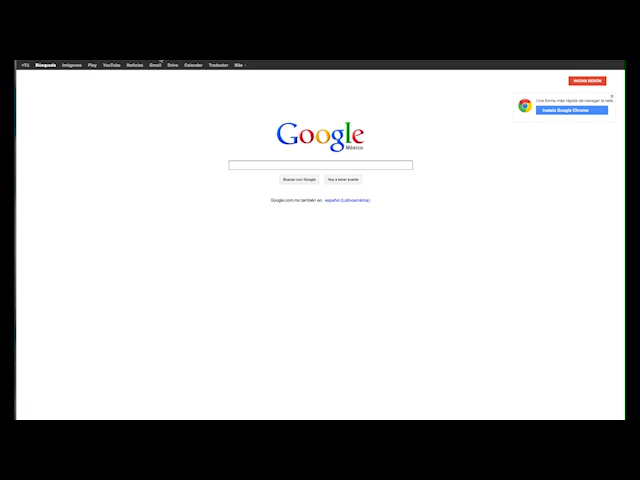 +Tú Búsqueda Imágenes Play YouTube Noticias Gmail Drive Calendar Traductor Más
INICIAR SESIÓN
Una forma más rápida de navegar la web.
Instala Google Chrome
Google
México
Buscar con Google Voy a tener suerte
Google.com.mx también en: español (Latinoamérica)